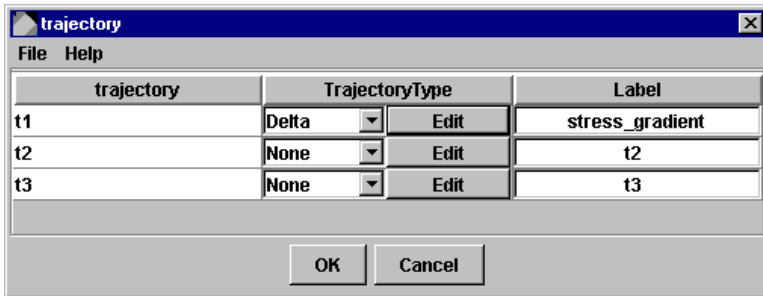 trajectory
File Help
trajectory TrajectoryType Label
t1 Delta Edit stress_gradient
t2 None Edit t2
t3 None Edit t3
OK Cancel